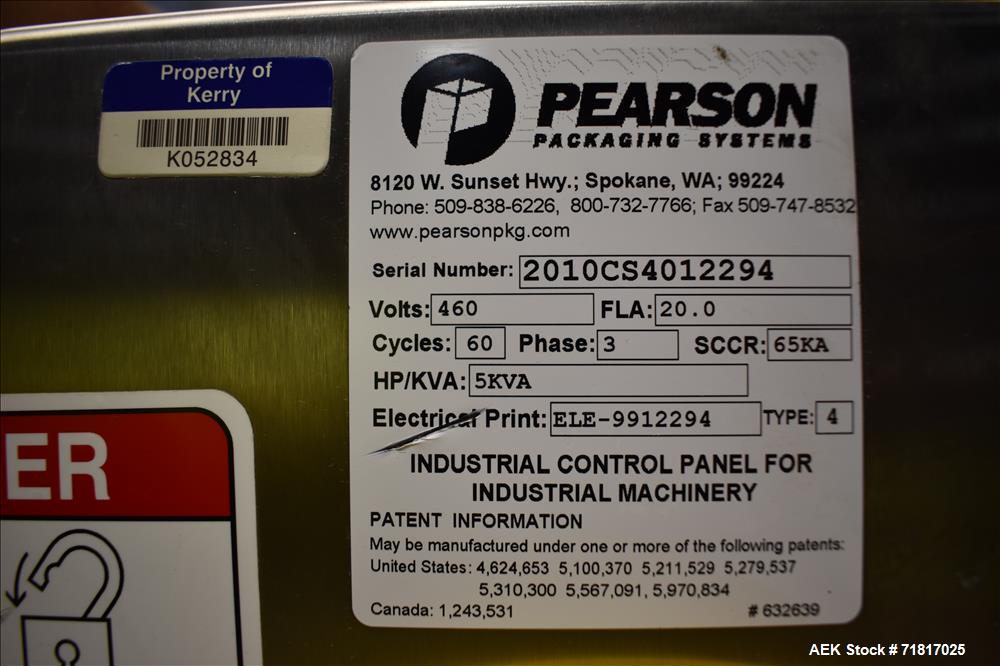 Property of
Kerry
K052834
PEARSON
PACKAGING SYSTEMS
8120 W. Sunset Hwy.; Spokane, WA; 99224
Phone: 509-838-6226, 800-732-7766; Fax 509-747-8532
www.pearsonpkg.com
Serial Number: 2010CS4012294
Volts: 460 FLA: 20.0
Cycles: 60 Phase: 3 SCCR: 65KA
HP/KVA: 5KVA
Electrical Print: ELE-9912294 TYPE: 4
INDUSTRIAL CONTROL PANEL FOR
INDUSTRIAL MACHINERY
PATENT INFORMATION
May be manufactured under one or more of the following patents:
United States: 4,624,653 5,100,370 5,211,529 5,279,537
5,310,300 5,567,091, 5,970,834
Canada: 1,243,531 # 632639
ER
AEK Stock #71817025